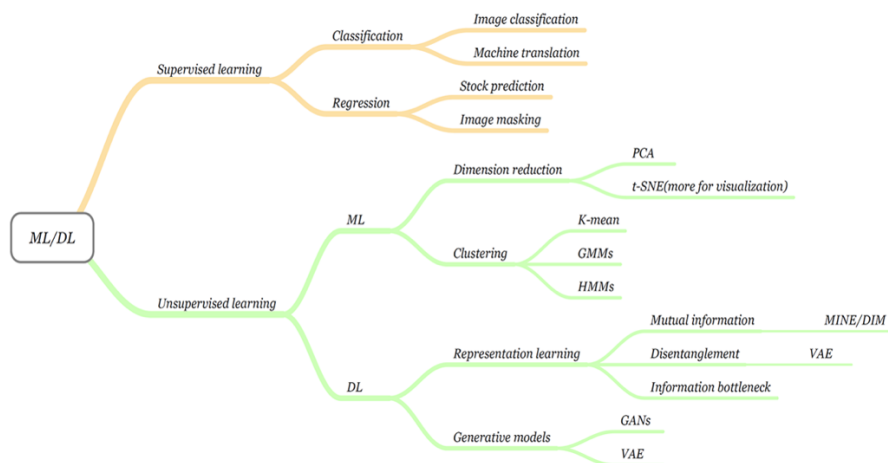 Image classification
Classification
Machine translation
Supervised learning
Stock prediction
Regression
Image masking
PCA
Dimension reduction
t-SNE(more for visualization)
ML
K-mean
ML/DL
Clustering
GMMs
HMMs
Unsupervised learning
Mutual information
MINE/DIM
Representation learning
Disentanglement
VAE
DL
Information bottleneck
GANs
Generative models
VAE